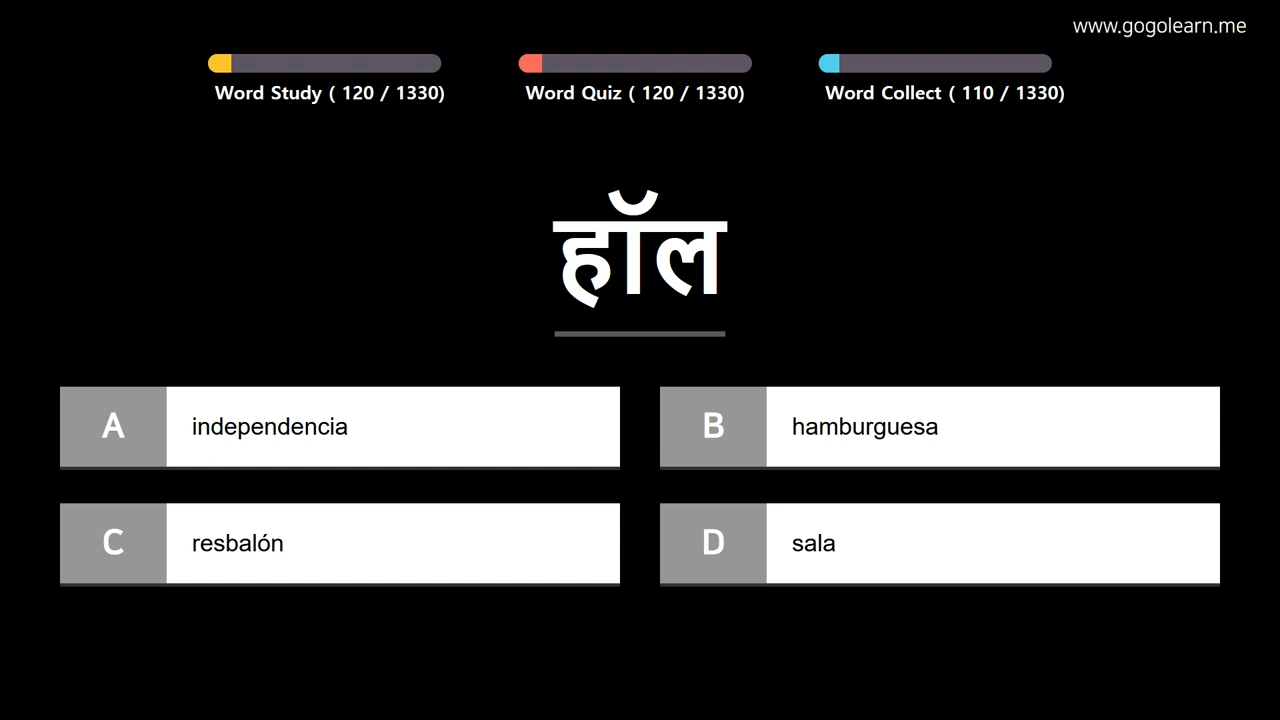 www.gogolearn.me
Word Study ( 120 / 1330)
Word Quiz ( 120 / 1330)
Word Collect ( 110 / 1330)
हॉल
A independencia
B hamburguesa
C resbalón
D sala